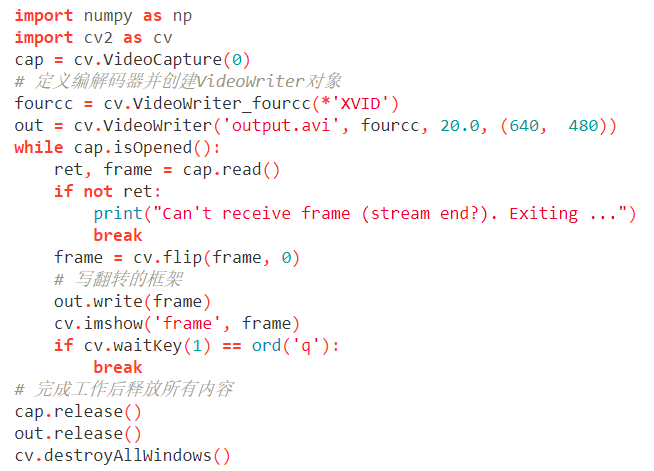 import numpy as np
import cv2 as cv
cap = cv.VideoCapture(0)
# 定义编解码器并创建VideoWriter对象
fourcc = cv.VideoWriter_fourcc(*'XVID')
out = cv.VideoWriter('output.avi', fourcc, 20.0, (640,  480))
while cap.isOpened():
    ret, frame = cap.read()
    if not ret:
        print("Can't receive frame (stream end?). Exiting ...")
        break
    frame = cv.flip(frame, 0)
    # 写翻转的框架
    out.write(frame)
    cv.imshow('frame', frame)
    if cv.waitKey(1) == ord('q'):
        break
# 完成工作后释放所有内容
cap.release()
out.release()
cv.destroyAllWindows()